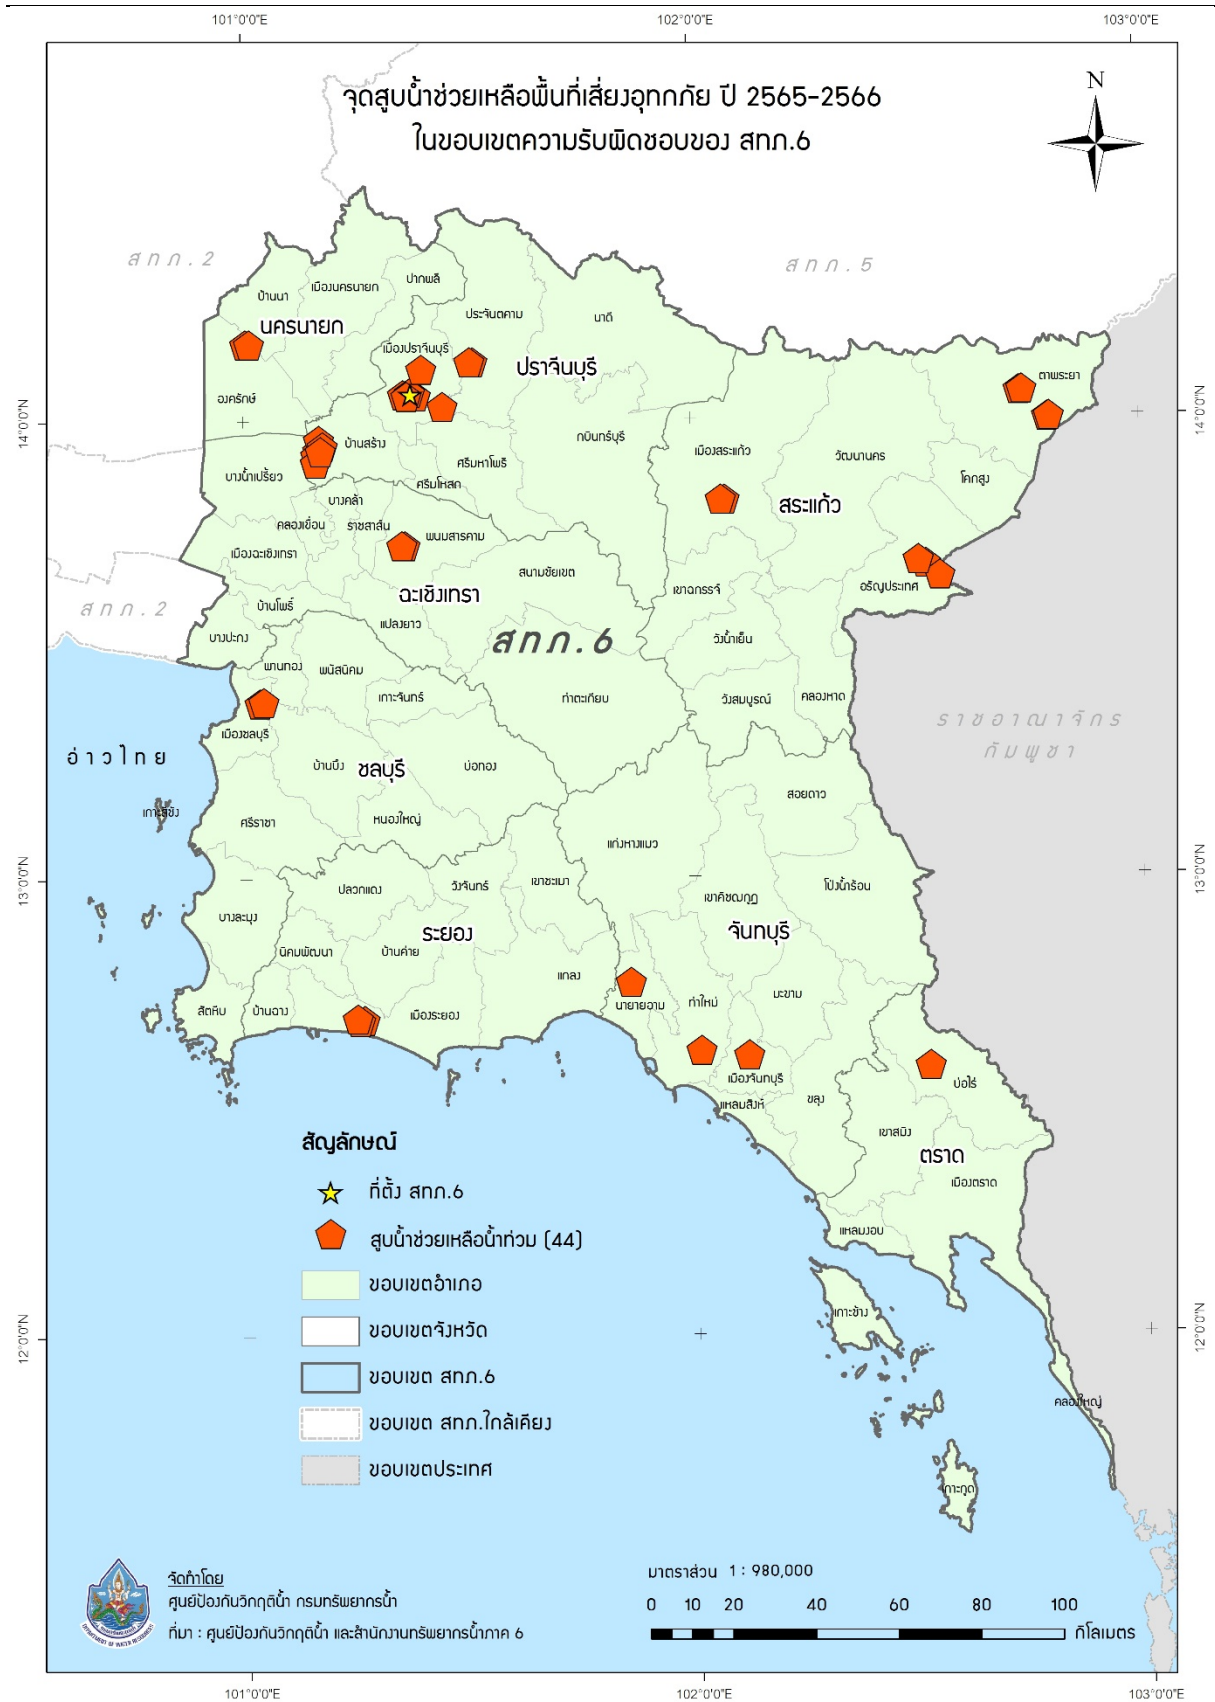 101°0'0"E
102°0'0"E
103°0'0"E
จุดสูบน้ำช่วยเหลือพื้นที่เสี่ยงอุทกภัย ปี 2565-2566
ในขอบเขตความรับผิดชอบของ สทภ.6
N
สทภ.2
สทภ.5
ปากพลี
เมืองนครนายก
บ้านนา
นครนายก
ประจันตคาม
นาดี
เมืองปราจีนบุรี
ปราจีนบุรี
ตาพระยา
องครักษ์
14°0'0"N
14°0'0"N
บ้านสร้าง
กบินทร์บุรี
เมืองสระแก้ว
วัฒนานคร
ศรีมหาโพธิ
บางน้ำเปรี้ยว
ศรีมโหสถ
โคกสูง
บางคล้า
สระแก้ว
คลองเขื่อน
ราชสาส์น
พนมสารคาม
เมืองฉะเชิงเทรา
สนามชัยเขต
เขาฉกรรจ์
อรัญประเทศ
ฉะเชิงเทรา
สทภ.2
บ้านโพธิ์
แปลงยาว
บางปะกง
สทภ.6
วังน้ำเย็น
พานทอง
พนัสนิคม
เกาะจันทร์
ท่าตะเกียบ
วังสมบูรณ์
คลองหาด
เมืองชลบุรี
ราชอาณาจักร
กัมพูชา
อ่าวไทย
บ้านบึง
ชลบุรี
บ่อทอง
สอยดาว
เกาะสีชัง
ศรีราชา
หนองใหญ่
แก่งหางแมว
13°0'0"N
13°0'0"N
ปลวกแดง
วังจันทร์
เขาชะเมา
โป่งน้ำร้อน
เขาคิชฌกูฏ
บางละมุง
ระยอง
จันทบุรี
นิคมพัฒนา
บ้านค่าย
แกลง
มะขาม
สัตหีบ
บ้านฉาง
เมืองระยอง
นายายอาม
ท่าใหม่
เมืองจันทบุรี
บ่อไร่
แหลมสิงห์
ขลุง
เขาสมิง
ตราด
เมืองตราด
แหลมงอบ
เกาะช้าง
12°0'0"N
12°0'0"N
คลองใหญ่
เกาะกูด
สัญลักษณ์
ที่ตั้ง สทภ.6
สูบน้ำช่วยเหลือน้ำท่วม (44)
ขอบเขตอำเภอ
ขอบเขตจังหวัด
ขอบเขต สทภ.6
ขอบเขต สทภ.ใกล้เคียง
ขอบเขตประเทศ
จัดทำโดย
ศูนย์ป้องกันวิกฤติน้ำ กรมทรัพยากรน้ำ
ที่มา : ศูนย์ป้องกันวิกฤติน้ำ และสำนักงานทรัพยากรน้ำภาค 6
DEPARTMENT OF WATER RESOURCES
มาตราส่วน 1 : 980,000
0 10 20 40 60 80 100
กิโลเมตร
101°0'0"E
102°0'0"E
103°0'0"E